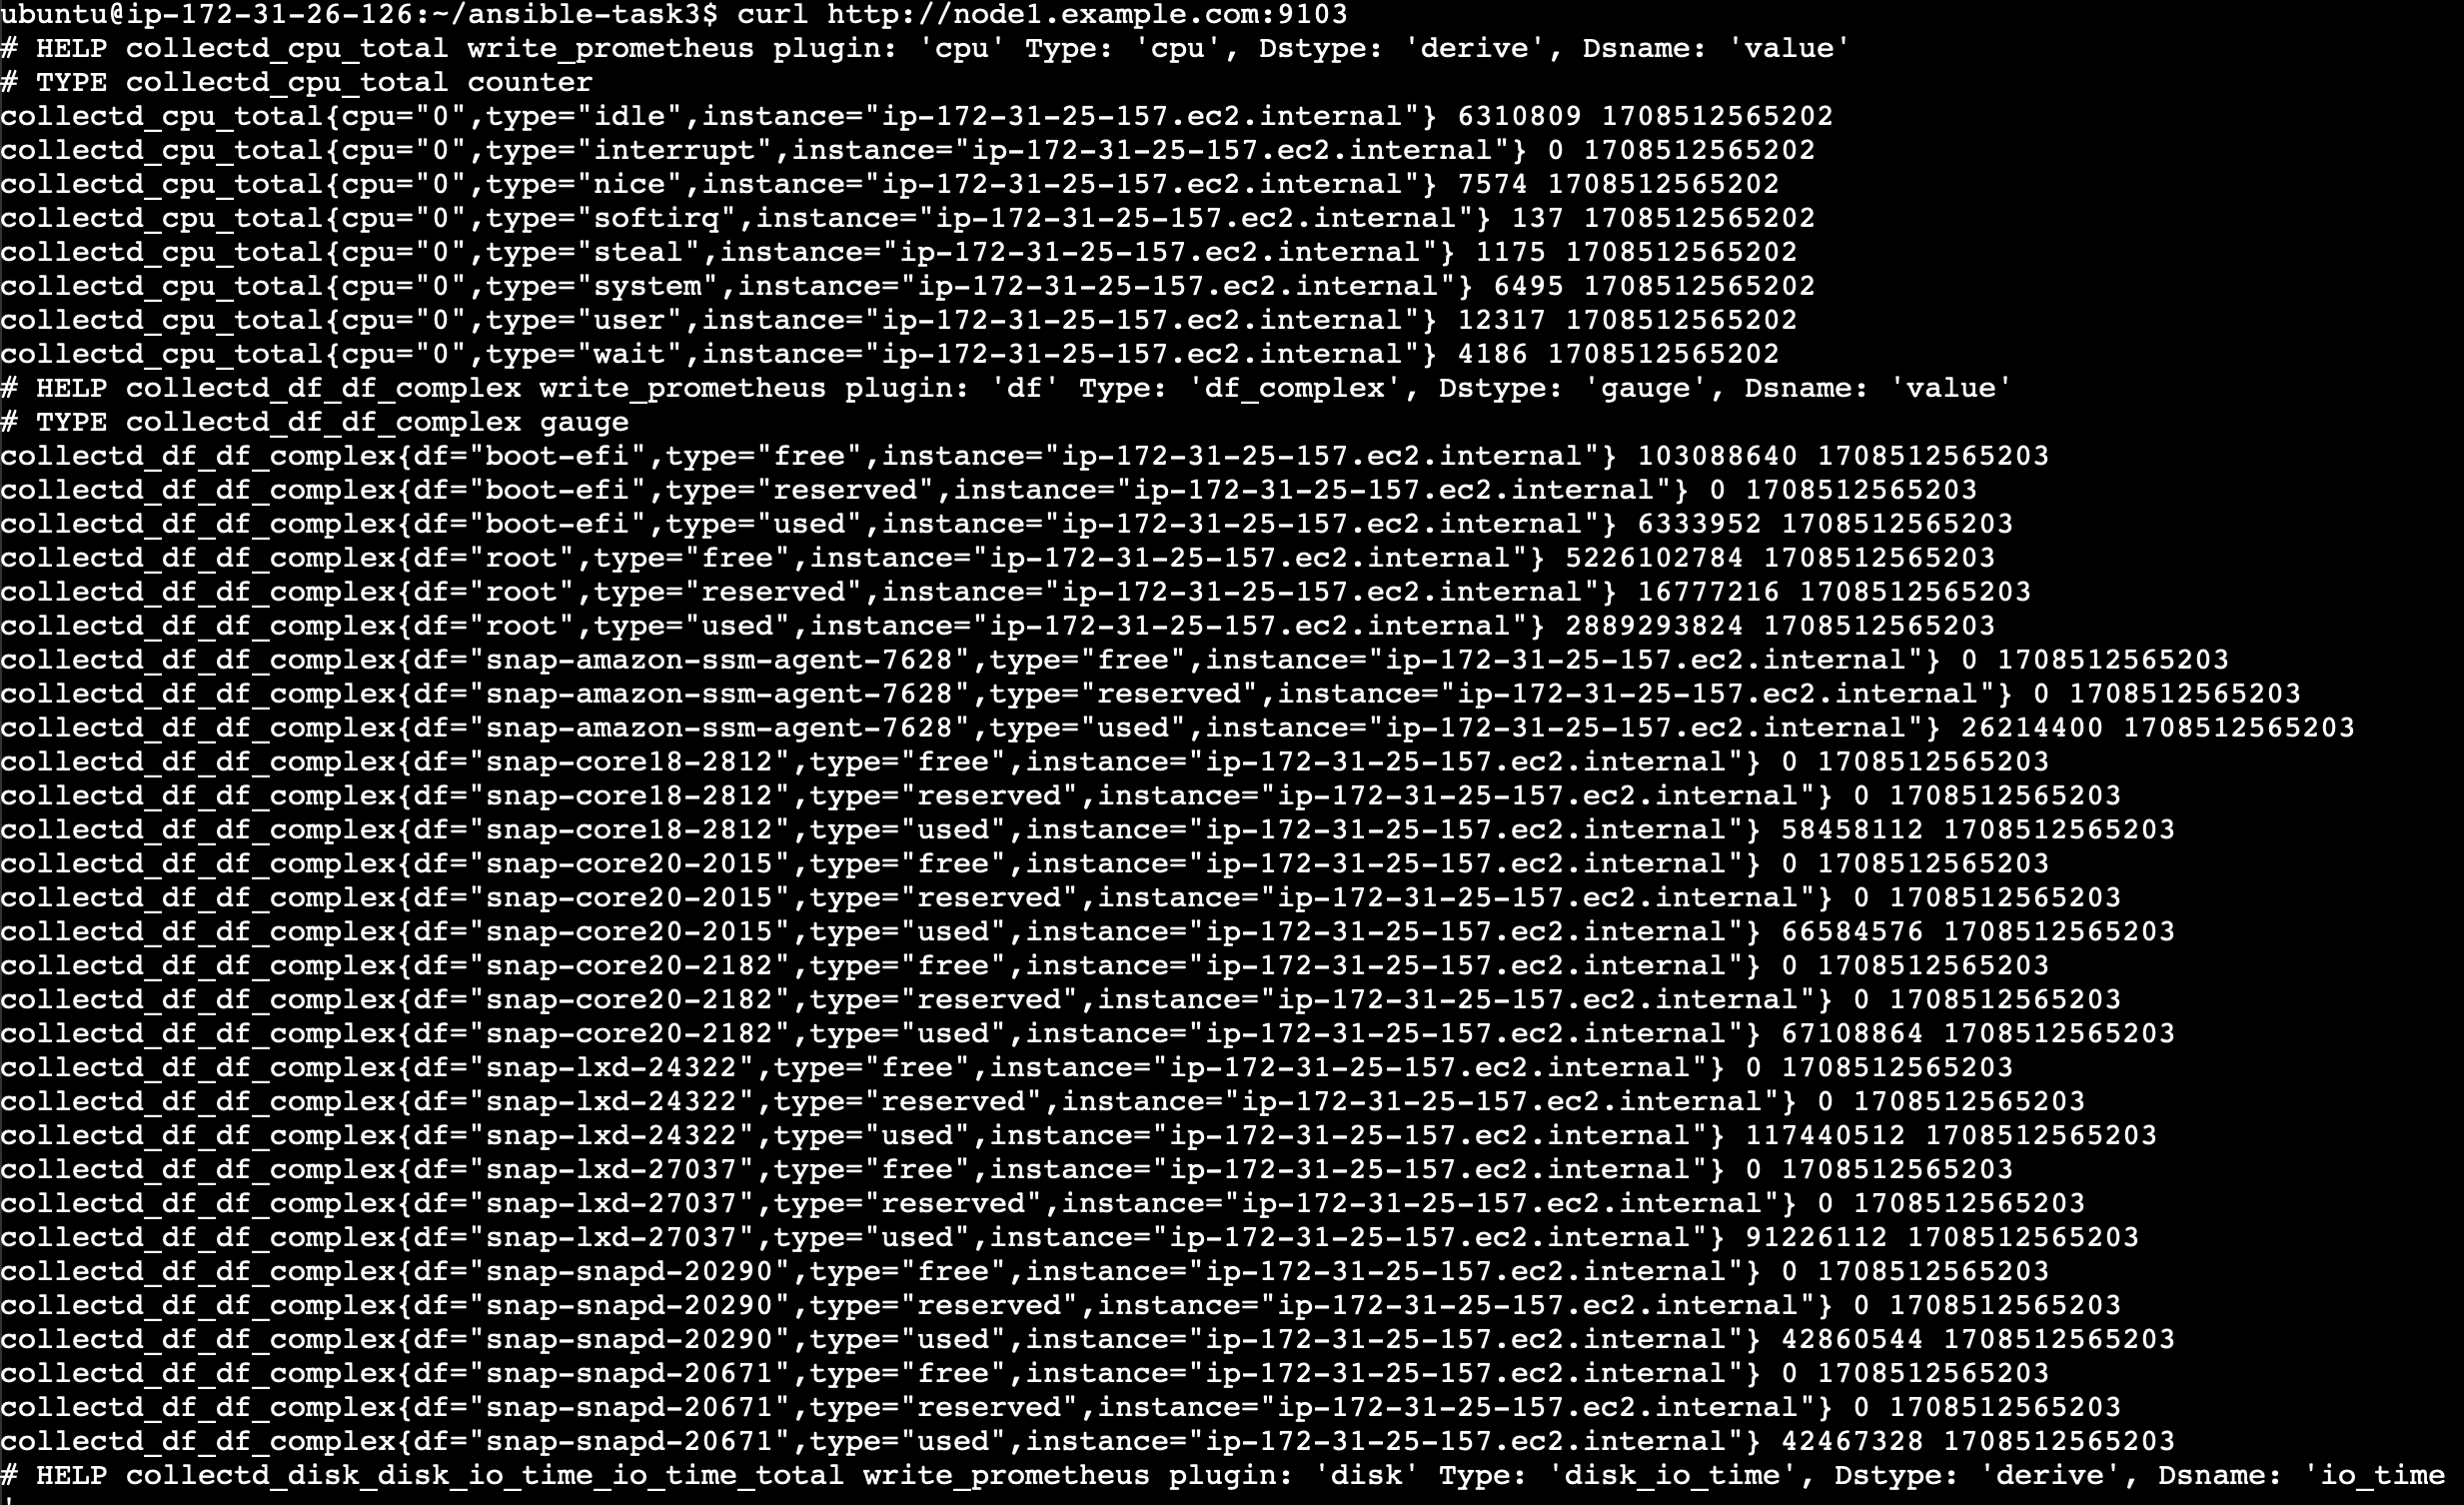 ubuntu@ip-172-31-26-126:~/ansible-task3$ curl http://node1.example.com:9103
# HELP collectd_cpu_total write_prometheus plugin: 'cpu' Type: 'cpu', Dstype: 'derive', Dsname: 'value'
# TYPE collectd_cpu_total counter
collectd_cpu_total{cpu="0",type="idle",instance="ip-172-31-25-157.ec2.internal"} 6310809 1708512565202
collectd_cpu_total{cpu="0",type="interrupt",instance="ip-172-31-25-157.ec2.internal"} 0 1708512565202
collectd_cpu_total{cpu="0",type="nice",instance="ip-172-31-25-157.ec2.internal"} 7574 1708512565202
collectd_cpu_total{cpu="0",type="softirq",instance="ip-172-31-25-157.ec2.internal"} 137 1708512565202
collectd_cpu_total{cpu="0",type="steal",instance="ip-172-31-25-157.ec2.internal"} 1175 1708512565202
collectd_cpu_total{cpu="0",type="system",instance="ip-172-31-25-157.ec2.internal"} 6495 1708512565202
collectd_cpu_total{cpu="0",type="user",instance="ip-172-31-25-157.ec2.internal"} 12317 1708512565202
collectd_cpu_total{cpu="0",type="wait",instance="ip-172-31-25-157.ec2.internal"} 4186 1708512565202
# HELP collectd_df_df_complex write_prometheus plugin: 'df' Type: 'df_complex', Dstype: 'gauge', Dsname: 'value'
# TYPE collectd_df_df_complex gauge
collectd_df_df_complex{df="boot-efi",type="free",instance="ip-172-31-25-157.ec2.internal"} 103088640 1708512565203
collectd_df_df_complex{df="boot-efi",type="reserved",instance="ip-172-31-25-157.ec2.internal"} 0 1708512565203
collectd_df_df_complex{df="boot-efi",type="used",instance="ip-172-31-25-157.ec2.internal"} 6333952 1708512565203
collectd_df_df_complex{df="root",type="free",instance="ip-172-31-25-157.ec2.internal"} 5226102784 1708512565203
collectd_df_df_complex{df="root",type="reserved",instance="ip-172-31-25-157.ec2.internal"} 16777216 1708512565203
collectd_df_df_complex{df="root",type="used",instance="ip-172-31-25-157.ec2.internal"} 2889293824 1708512565203
collectd_df_df_complex{df="snap-amazon-ssm-agent-7628",type="free",instance="ip-172-31-25-157.ec2.internal"} 0 1708512565203
collectd_df_df_complex{df="snap-amazon-ssm-agent-7628",type="reserved",instance="ip-172-31-25-157.ec2.internal"} 0 1708512565203
collectd_df_df_complex{df="snap-amazon-ssm-agent-7628",type="used",instance="ip-172-31-25-157.ec2.internal"} 26214400 1708512565203
collectd_df_df_complex{df="snap-core18-2812",type="free",instance="ip-172-31-25-157.ec2.internal"} 0 1708512565203
collectd_df_df_complex{df="snap-core18-2812",type="reserved",instance="ip-172-31-25-157.ec2.internal"} 0 1708512565203
collectd_df_df_complex{df="snap-core18-2812",type="used",instance="ip-172-31-25-157.ec2.internal"} 58458112 1708512565203
collectd_df_df_complex{df="snap-core20-2015",type="free",instance="ip-172-31-25-157.ec2.internal"} 0 1708512565203
collectd_df_df_complex{df="snap-core20-2015",type="reserved",instance="ip-172-31-25-157.ec2.internal"} 0 1708512565203
collectd_df_df_complex{df="snap-core20-2015",type="used",instance="ip-172-31-25-157.ec2.internal"} 66584576 1708512565203
collectd_df_df_complex{df="snap-core20-2182",type="free",instance="ip-172-31-25-157.ec2.internal"} 0 1708512565203
collectd_df_df_complex{df="snap-core20-2182",type="reserved",instance="ip-172-31-25-157.ec2.internal"} 0 1708512565203
collectd_df_df_complex{df="snap-core20-2182",type="used",instance="ip-172-31-25-157.ec2.internal"} 67108864 1708512565203
collectd_df_df_complex{df="snap-lxd-24322",type="free",instance="ip-172-31-25-157.ec2.internal"} 0 1708512565203
collectd_df_df_complex{df="snap-lxd-24322",type="reserved",instance="ip-172-31-25-157.ec2.internal"} 0 1708512565203
collectd_df_df_complex{df="snap-lxd-24322",type="used",instance="ip-172-31-25-157.ec2.internal"} 117440512 1708512565203
collectd_df_df_complex{df="snap-lxd-27037",type="free",instance="ip-172-31-25-157.ec2.internal"} 0 1708512565203
collectd_df_df_complex{df="snap-lxd-27037",type="reserved",instance="ip-172-31-25-157.ec2.internal"} 0 1708512565203
collectd_df_df_complex{df="snap-lxd-27037",type="used",instance="ip-172-31-25-157.ec2.internal"} 91226112 1708512565203
collectd_df_df_complex{df="snap-snapd-20290",type="free",instance="ip-172-31-25-157.ec2.internal"} 0 1708512565203
collectd_df_df_complex{df="snap-snapd-20290",type="reserved",instance="ip-172-31-25-157.ec2.internal"} 0 1708512565203
collectd_df_df_complex{df="snap-snapd-20290",type="used",instance="ip-172-31-25-157.ec2.internal"} 42860544 1708512565203
collectd_df_df_complex{df="snap-snapd-20671",type="free",instance="ip-172-31-25-157.ec2.internal"} 0 1708512565203
collectd_df_df_complex{df="snap-snapd-20671",type="reserved",instance="ip-172-31-25-157.ec2.internal"} 0 1708512565203
collectd_df_df_complex{df="snap-snapd-20671",type="used",instance="ip-172-31-25-157.ec2.internal"} 42467328 1708512565203
# HELP collectd_disk_disk_io_time_io_time_total write_prometheus plugin: 'disk' Type: 'disk_io_time', Dstype: 'derive', Dsname: 'io_time
'